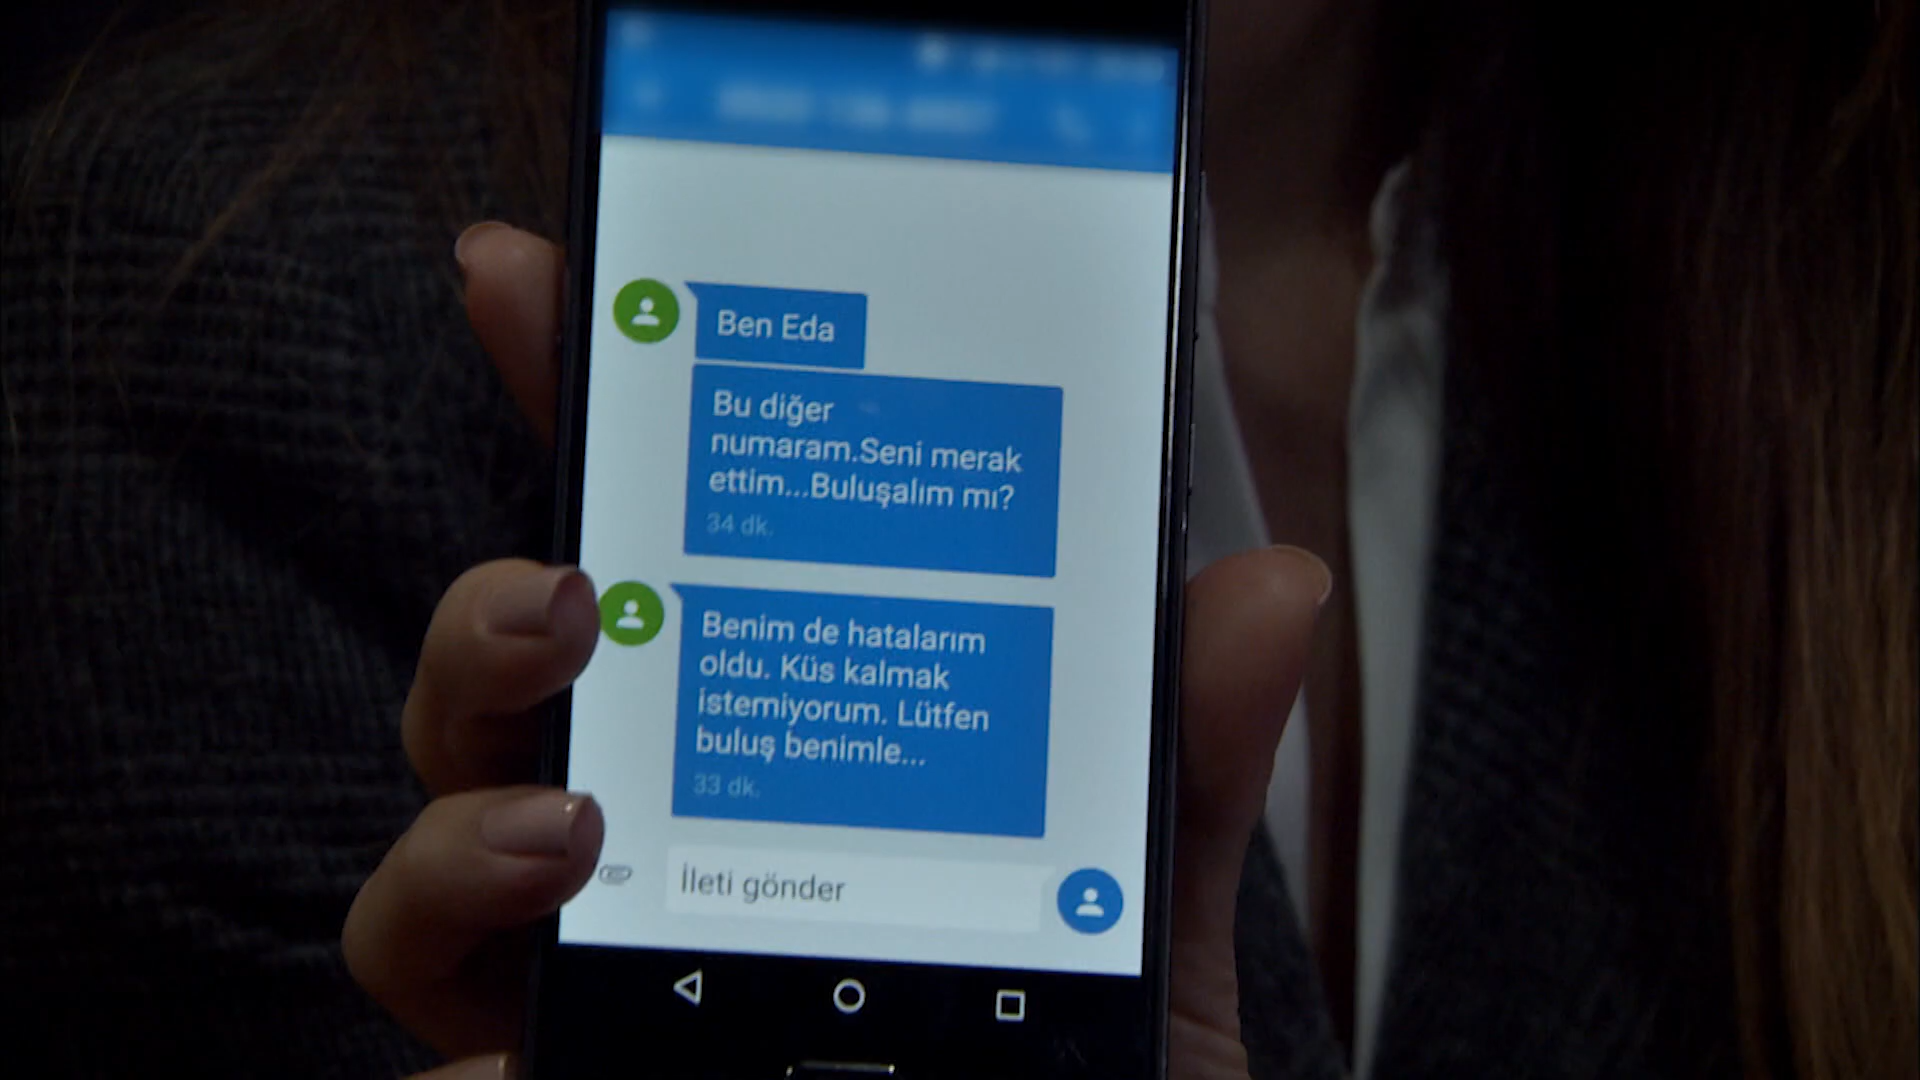 Ben Eda
Bu diğer
numaram.Seni merak
ettim...Buluşalım mı?
34 dk.
Benim de hatalarım
oldu. Küs kalmak
istemiyorum. Lütfen
buluş benimle...
33 dk.
İleti gönder